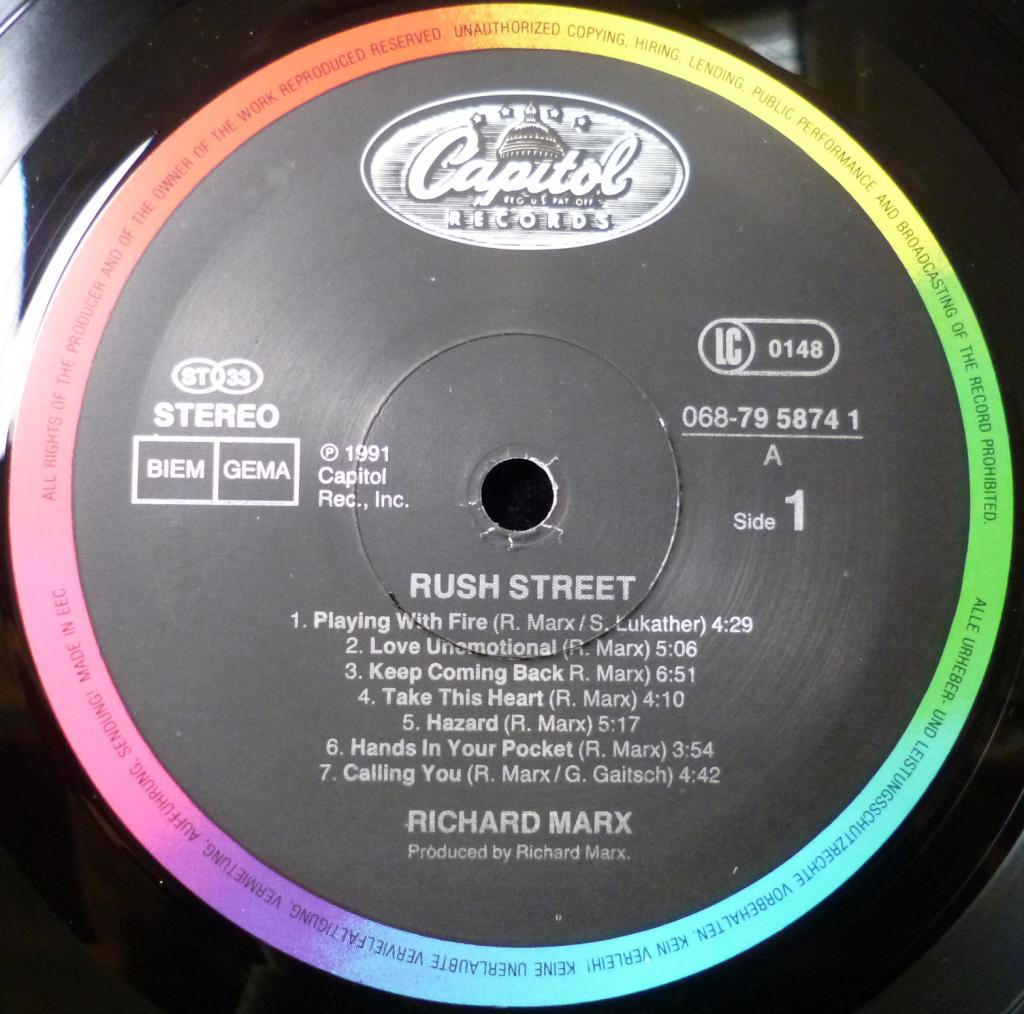 ALL RIGHTS OF THE PRODUCER AND OF THE OWNER OF THE WORK REPRODUCED RESERVED. UNAUTHORIZED COPYING, HIRING, LENDING, PUBLIC PERFORMANCE AND BROADCASTING OF THE RECORD PROHIBITED.
Capitol
REG U S PAT OFF
RECORDS
LC 0148
ST 33
STEREO
BIEM GEMA
℗ 1991
Capitol
Rec., Inc.
068-79 5874 1
A
Side 1
RUSH STREET
1. Playing With Fire (R. Marx / S. Lukather) 4:29
2. Love Unemotional (R. Marx) 5:06
3. Keep Coming Back R. Marx) 6:51
4. Take This Heart (R. Marx) 4:10
5. Hazard (R. Marx) 5:17
6. Hands In Your Pocket (R. Marx) 3:54
7. Calling You (R. Marx / G. Gaitsch) 4:42
RICHARD MARX
Produced by Richard Marx.
ALLE URHEBER- UND LEISTUNGSSCHUTZRECHTE VORBEHALTEN. KEIN VERLEIH! KEINE UNERLAUBTE VERVIELFÄLTIGUNG, VERMIETUNG, AUFFÜHRUNG, SENDUNG! MADE IN EEC.